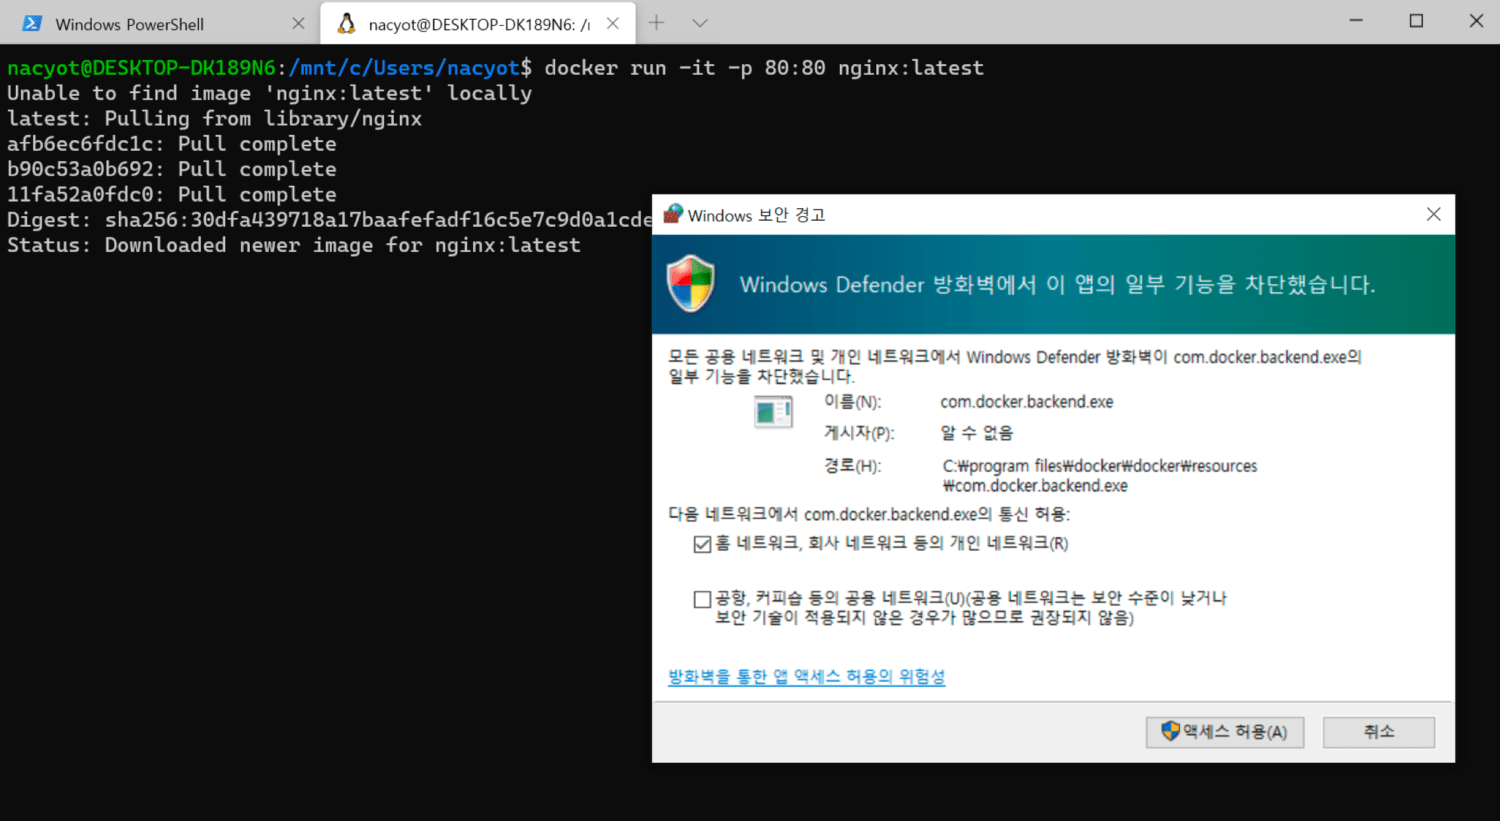 Windows PowerShell
nacyot@DESKTOP-DK189N6: /r
nacyot@DESKTOP-DK189N6:/mnt/c/Users/nacyot$ docker run -it -p 80:80 nginx:latest
Unable to find image 'nginx:latest' locally
latest: Pulling from library/nginx
afb6ec6fdc1c: Pull complete
b90c53a0b692: Pull complete
11fa52a0fdc0: Pull complete
Digest: sha256:30dfa439718a17baafefadf16c5e7c9d0a1cde
Status: Downloaded newer image for nginx:latest
Windows 보안 경고
Windows Defender 방화벽에서 이 앱의 일부 기능을 차단했습니다.
모든 공용 네트워크 및 개인 네트워크에서 Windows Defender 방화벽이 com.docker.backend.exe의
일부 기능을 차단했습니다.
이름(N): com.docker.backend.exe
게시자(P): 알 수 없음
경로(H): C:₩program files₩docker₩docker₩resources
₩com.docker.backend.exe
다음 네트워크에서 com.docker.backend.exe의 통신 허용:
홈 네트워크, 회사 네트워크 등의 개인 네트워크(R)
공항, 커피숍 등의 공용 네트워크(U)(공용 네트워크는 보안 수준이 낮거나
보안 기술이 적용되지 않은 경우가 많으므로 권장되지 않음)
방화벽을 통한 앱 액세스 허용의 위험성
액세스 허용(A)
취소